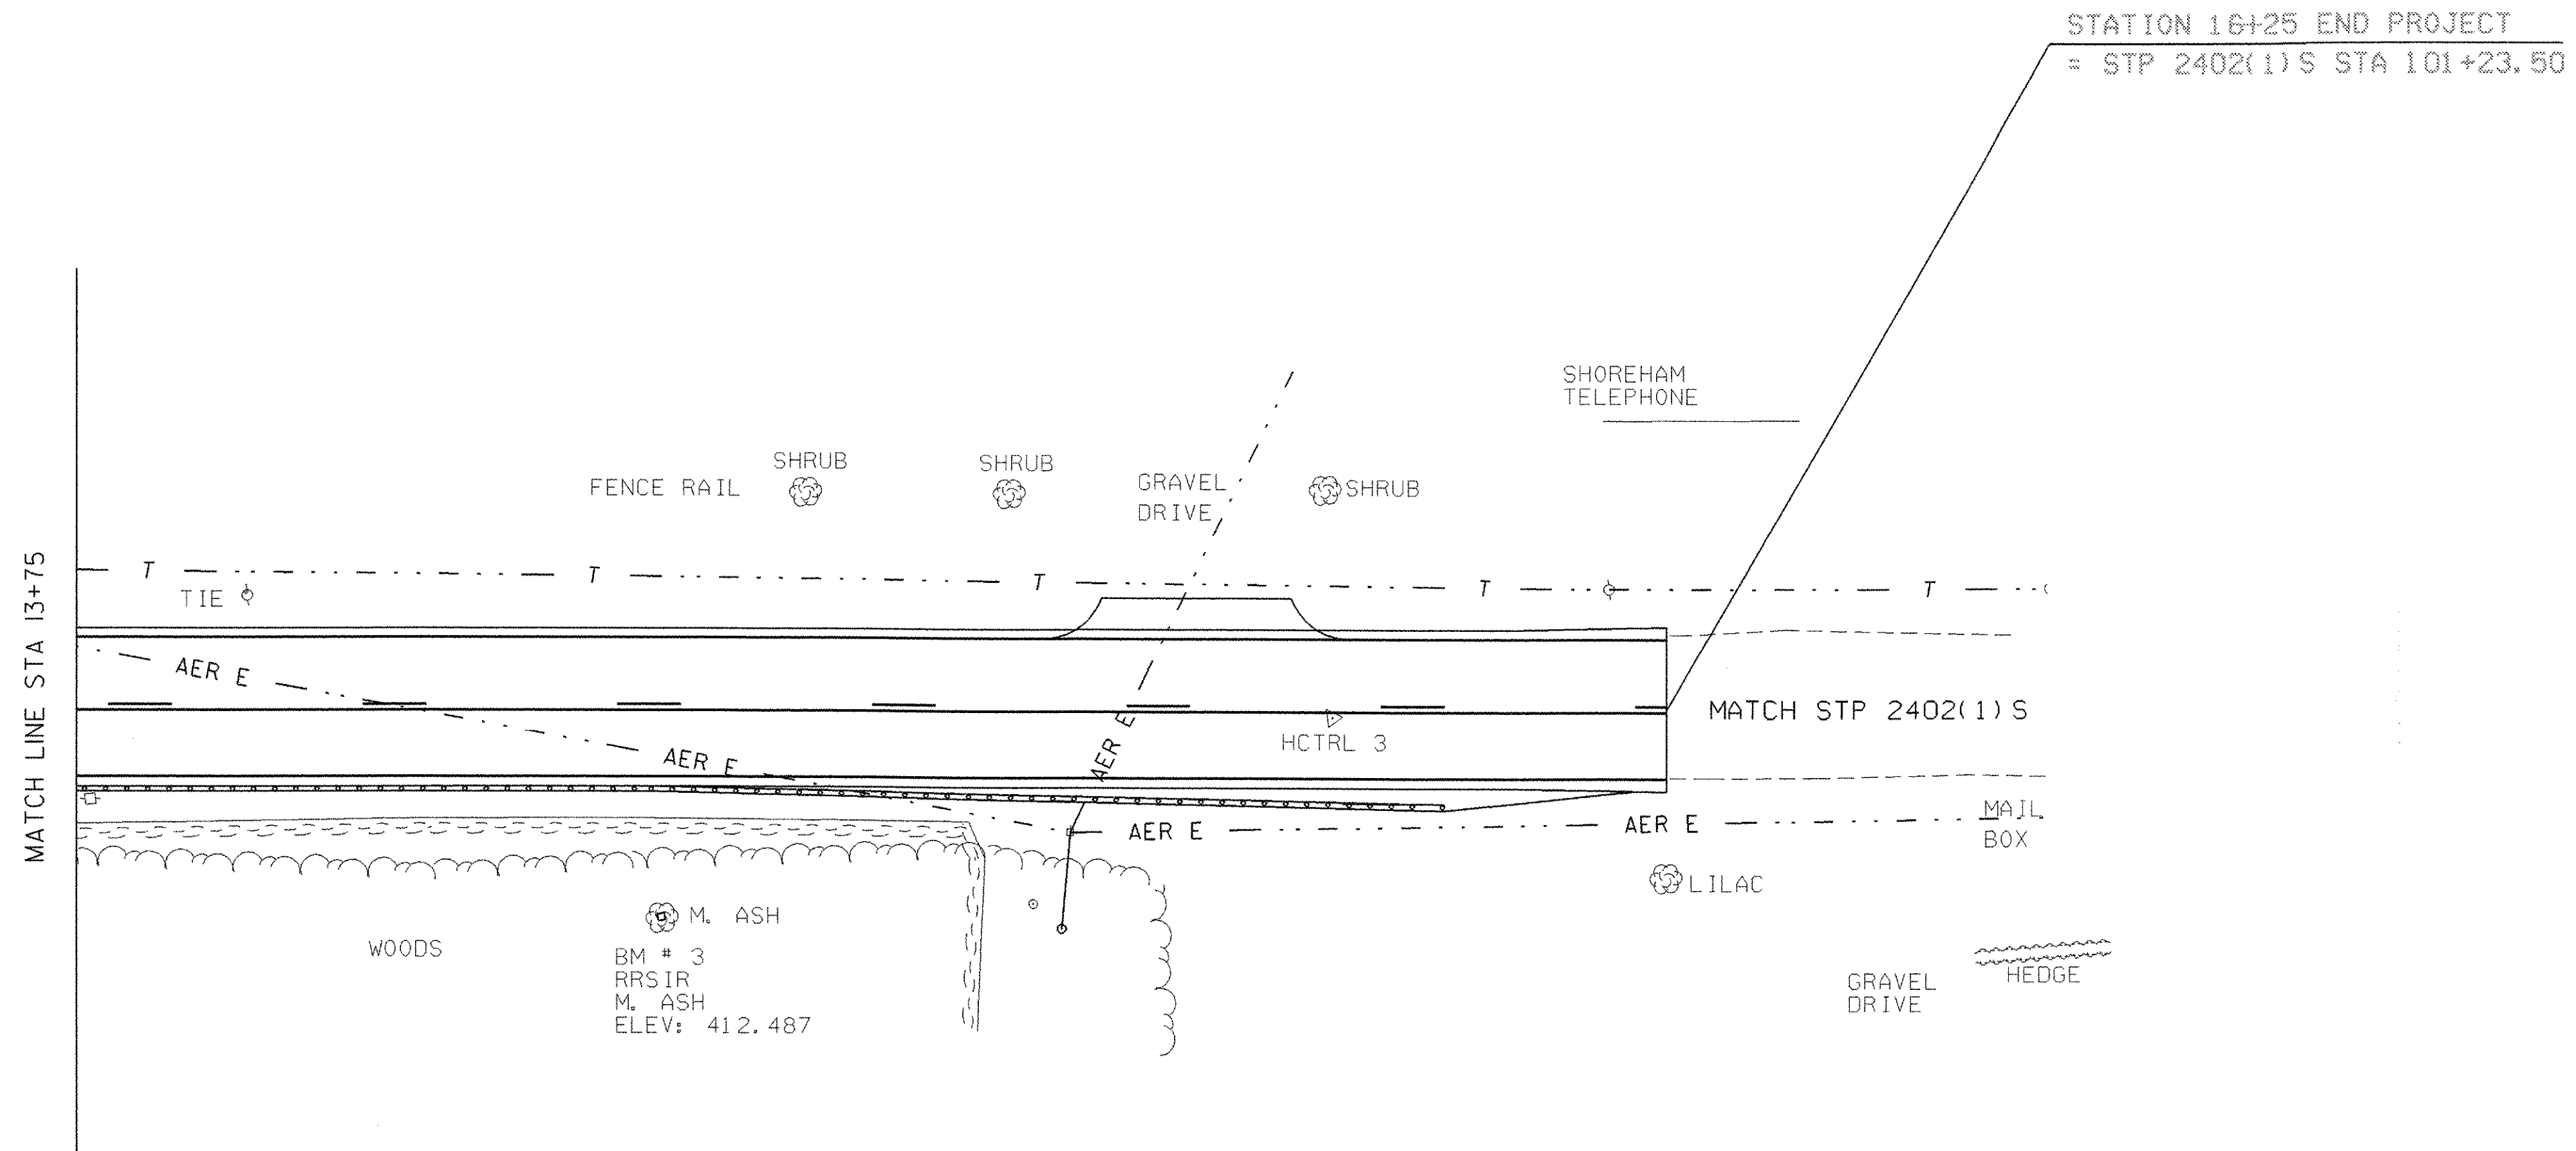 STATION 16+25 END PROJECT
= STP 2402(1)S STA 101+23.50
SHOREHAM
TELEPHONE
SHRUB
SHRUB
FENCE RAIL
GRAVEL
DRIVE
SHRUB
T
T
T
T
T
TIE
MATCH LINE STA 13+75
AER E
AER E
AER E
HCTRL 3
MATCH STP 2402(1)S
AER E
AER E
MAIL
BOX
LILAC
M. ASH
WOODS
BM # 3
RRSIR
M. ASH
ELEV: 412.487
GRAVEL
DRIVE
HEDGE